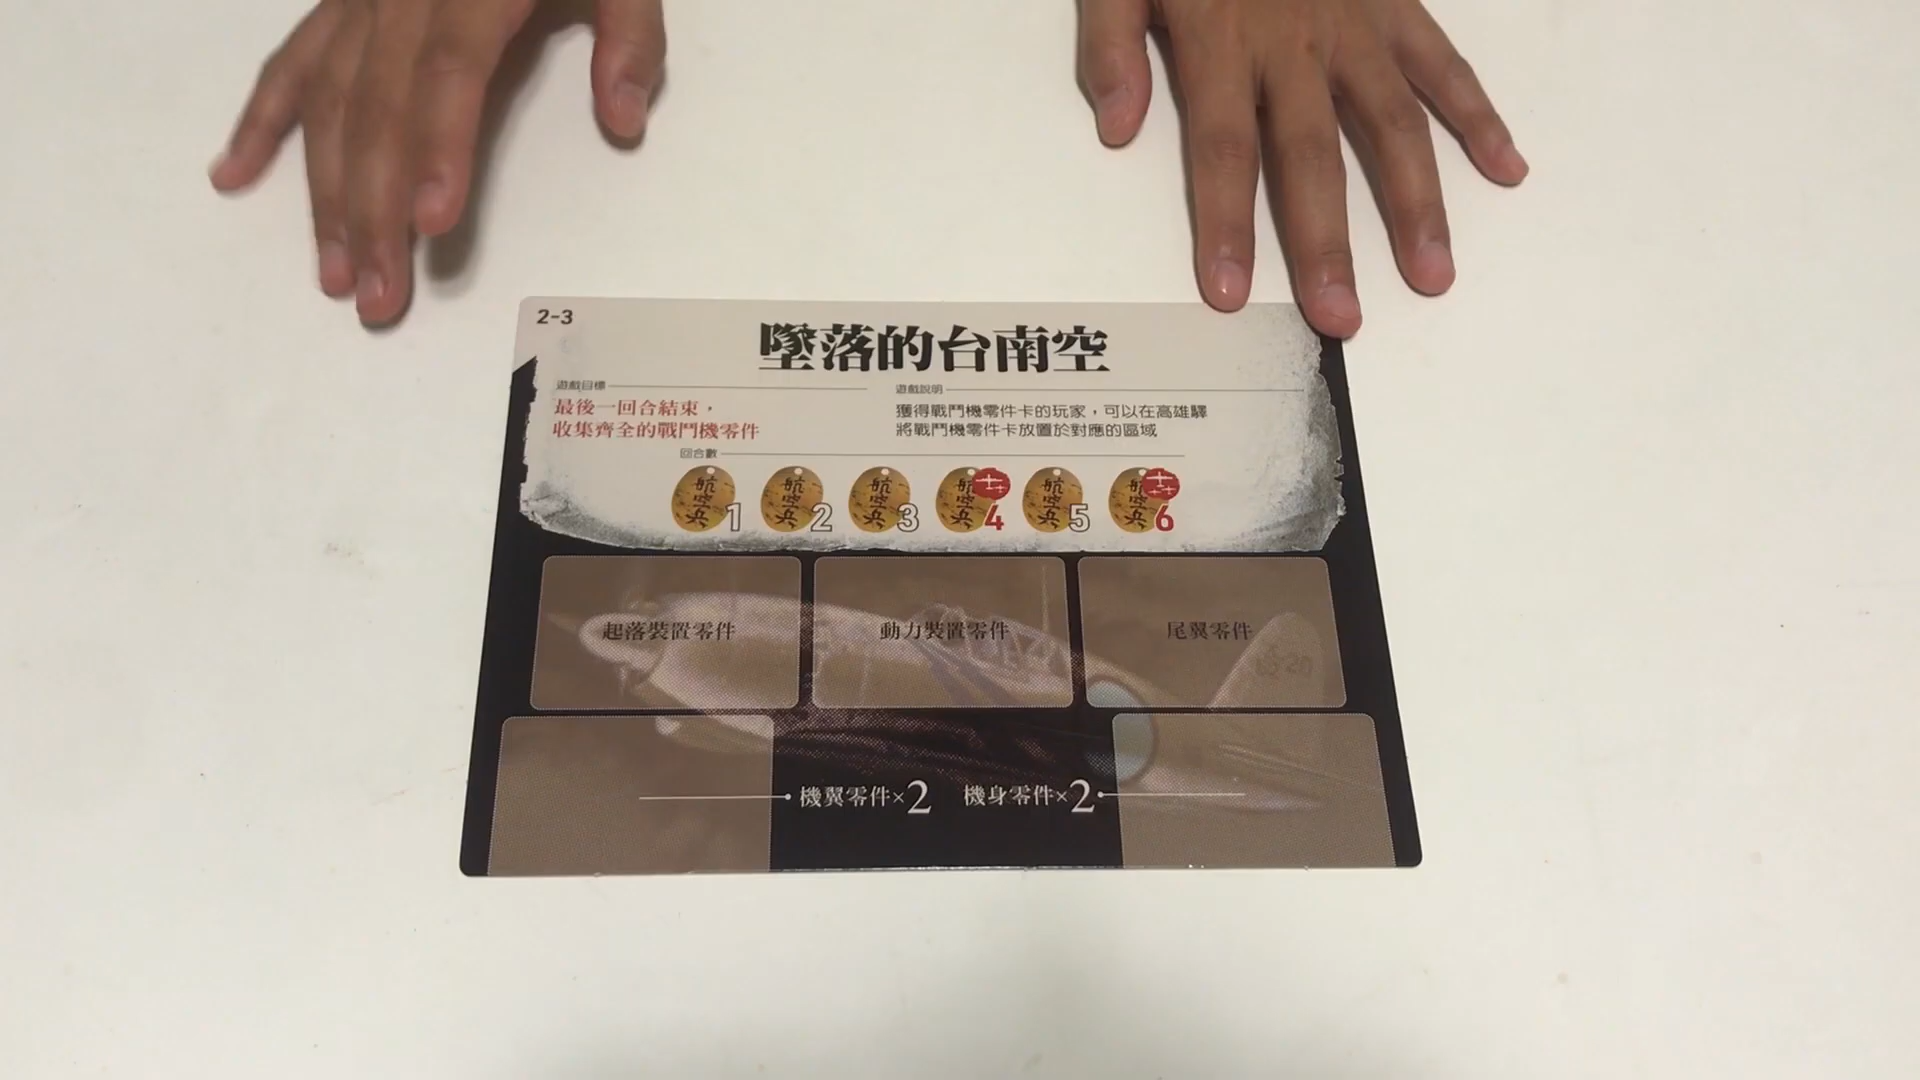 2-3
墜落的台南空
遊戲目標
最後一回合結束，
收集齊全的戰鬥機零件
遊戲說明
獲得戰鬥機零件卡的玩家，可以在高雄驛
將戰鬥機零件卡放置於對應的區域
回合數
航空兵 1
航空兵 2
航空兵 3
航空兵 4
航空兵 5
航空兵 6
起落裝置零件
動力裝置零件
尾翼零件
機翼零件×2
機身零件×2